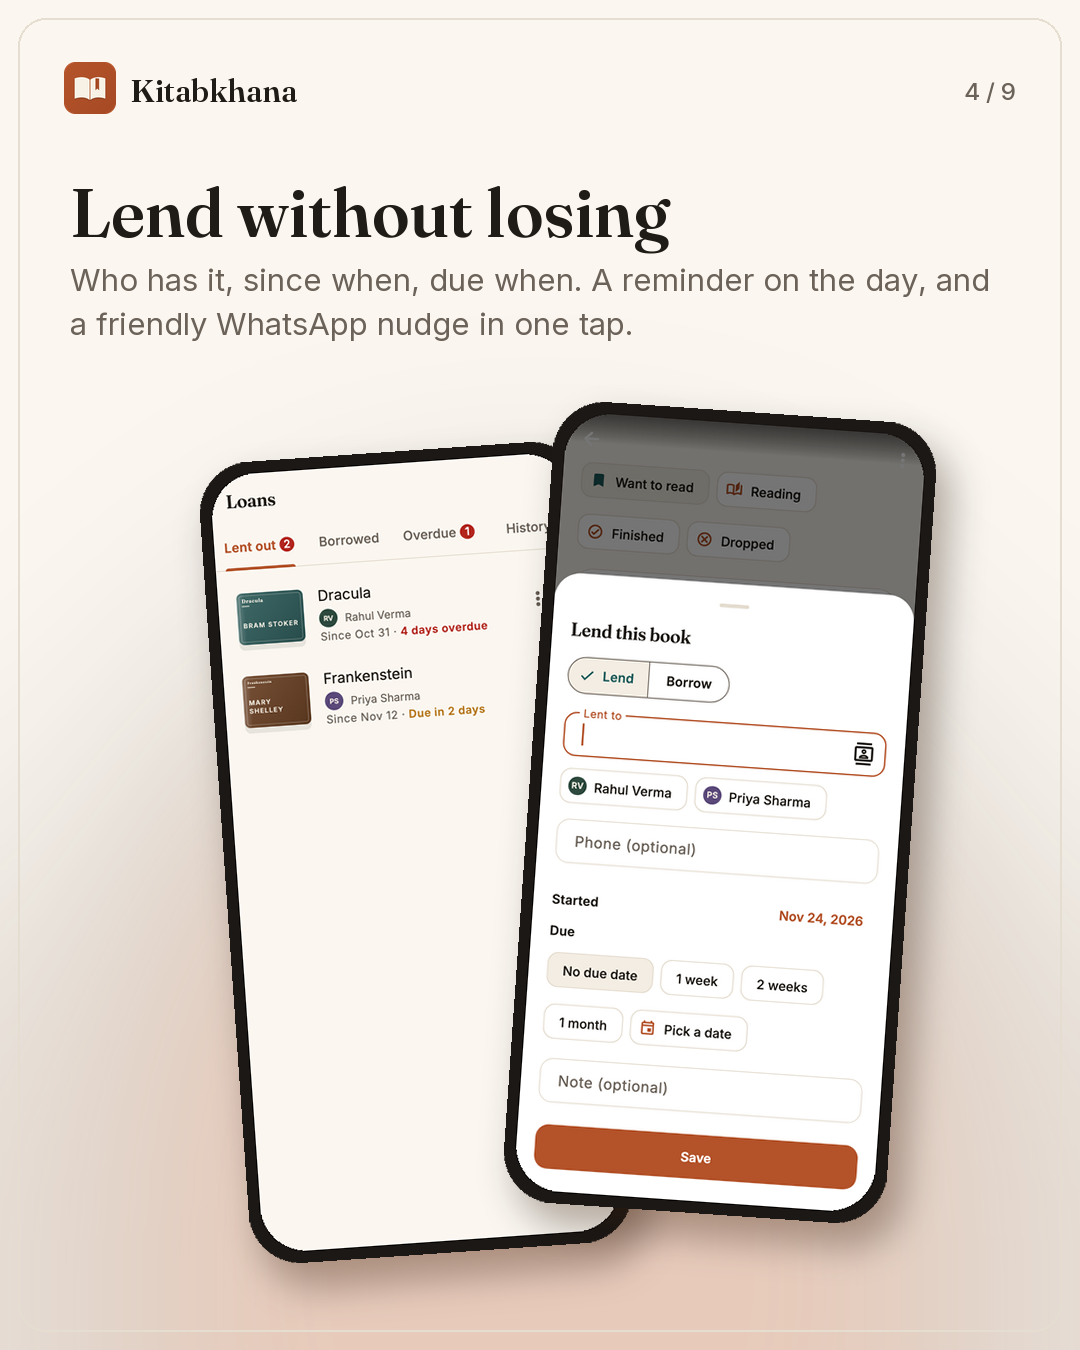 Kitabkhana
4 / 9
Lend without losing
Who has it, since when, due when. A reminder on the day, and
a friendly WhatsApp nudge in one tap.
Loans
Lent out 2
Borrowed
Overdue 1
History
Dracula
BRAM STOKER
Dracula
RV Rahul Verma
Since Oct 31 · 4 days overdue
Frankenstein
MARY
SHELLEY
Frankenstein
PS Priya Sharma
Since Nov 12 · Due in 2 days
Want to read
Reading
Finished
Dropped
Lend this book
Lend
Borrow
Lent to
RV Rahul Verma
PS Priya Sharma
Phone (optional)
Started
Nov 24, 2026
Due
No due date
1 week
2 weeks
1 month
Pick a date
Note (optional)
Save